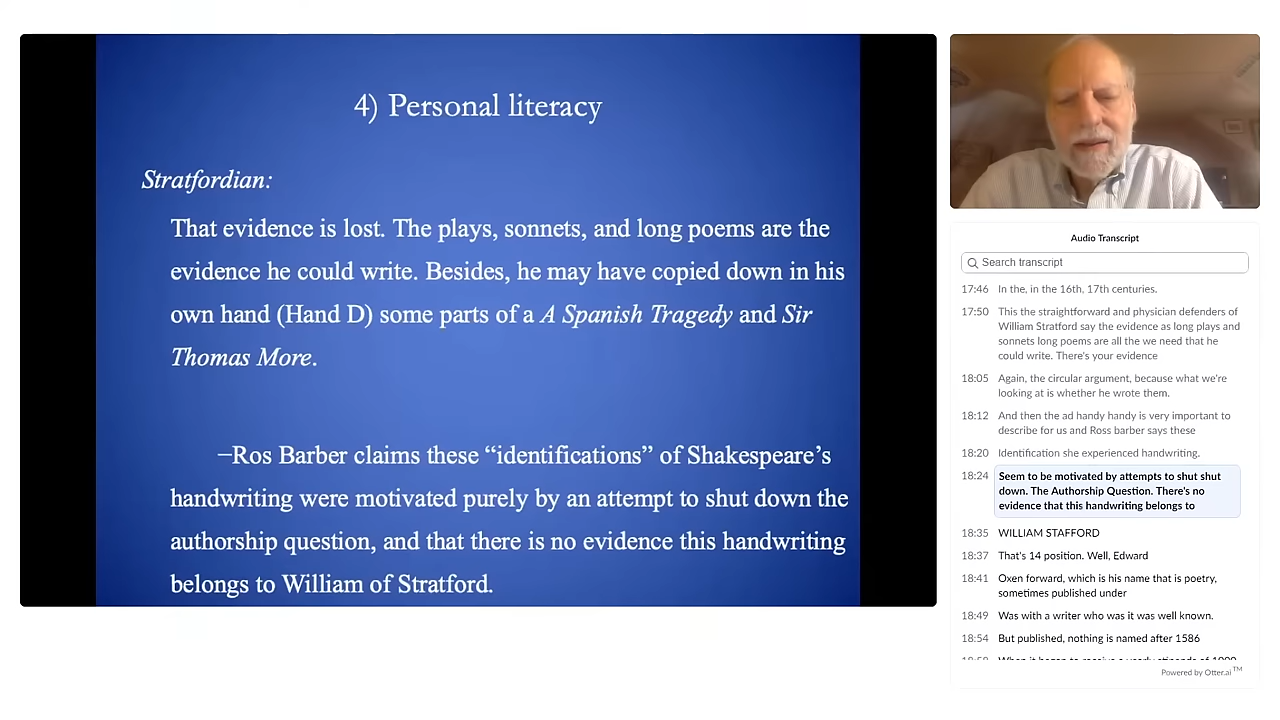 4) Personal literacy
Stratfordian:
That evidence is lost. The plays, sonnets, and long poems are the
evidence he could write. Besides, he may have copied down in his
own hand (Hand D) some parts of a A Spanish Tragedy and Sir
Thomas More.
–Ros Barber claims these “identifications” of Shakespeare’s
handwriting were motivated purely by an attempt to shut down the
authorship question, and that there is no evidence this handwriting
belongs to William of Stratford.
Audio Transcript
Search transcript
17:46 In the, in the 16th, 17th centuries.
17:50 This the straightforward and physician defenders of
William Stratford say the evidence as long plays and
sonnets long poems are all the we need that he
could write. There's your evidence
18:05 Again, the circular argument, because what we're
looking at is whether he wrote them.
18:12 And then the ad handy handy is very important to
describe for us and Ross barber says these
18:20 Identification she experienced handwriting.
18:24 Seem to be motivated by attempts to shut shut
down. The Authorship Question. There's no
evidence that this handwriting belongs to
18:35 WILLIAM STAFFORD
18:37 That's 14 position. Well, Edward
18:41 Oxen forward, which is his name that is poetry,
sometimes published under
18:49 Was with a writer who was it was well known.
18:54 But published, nothing is named after 1586
Powered by Otter.ai TM